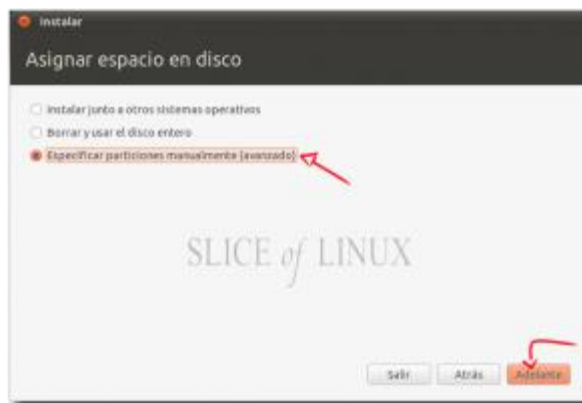 Instalar
Asignar espacio en disco
Instalar junto a otros sistemas operativos
Borrar y usar el disco entero
Especificar particiones manualmente (avanzado)
SLICE of LINUX
Salir Atrás Adelante